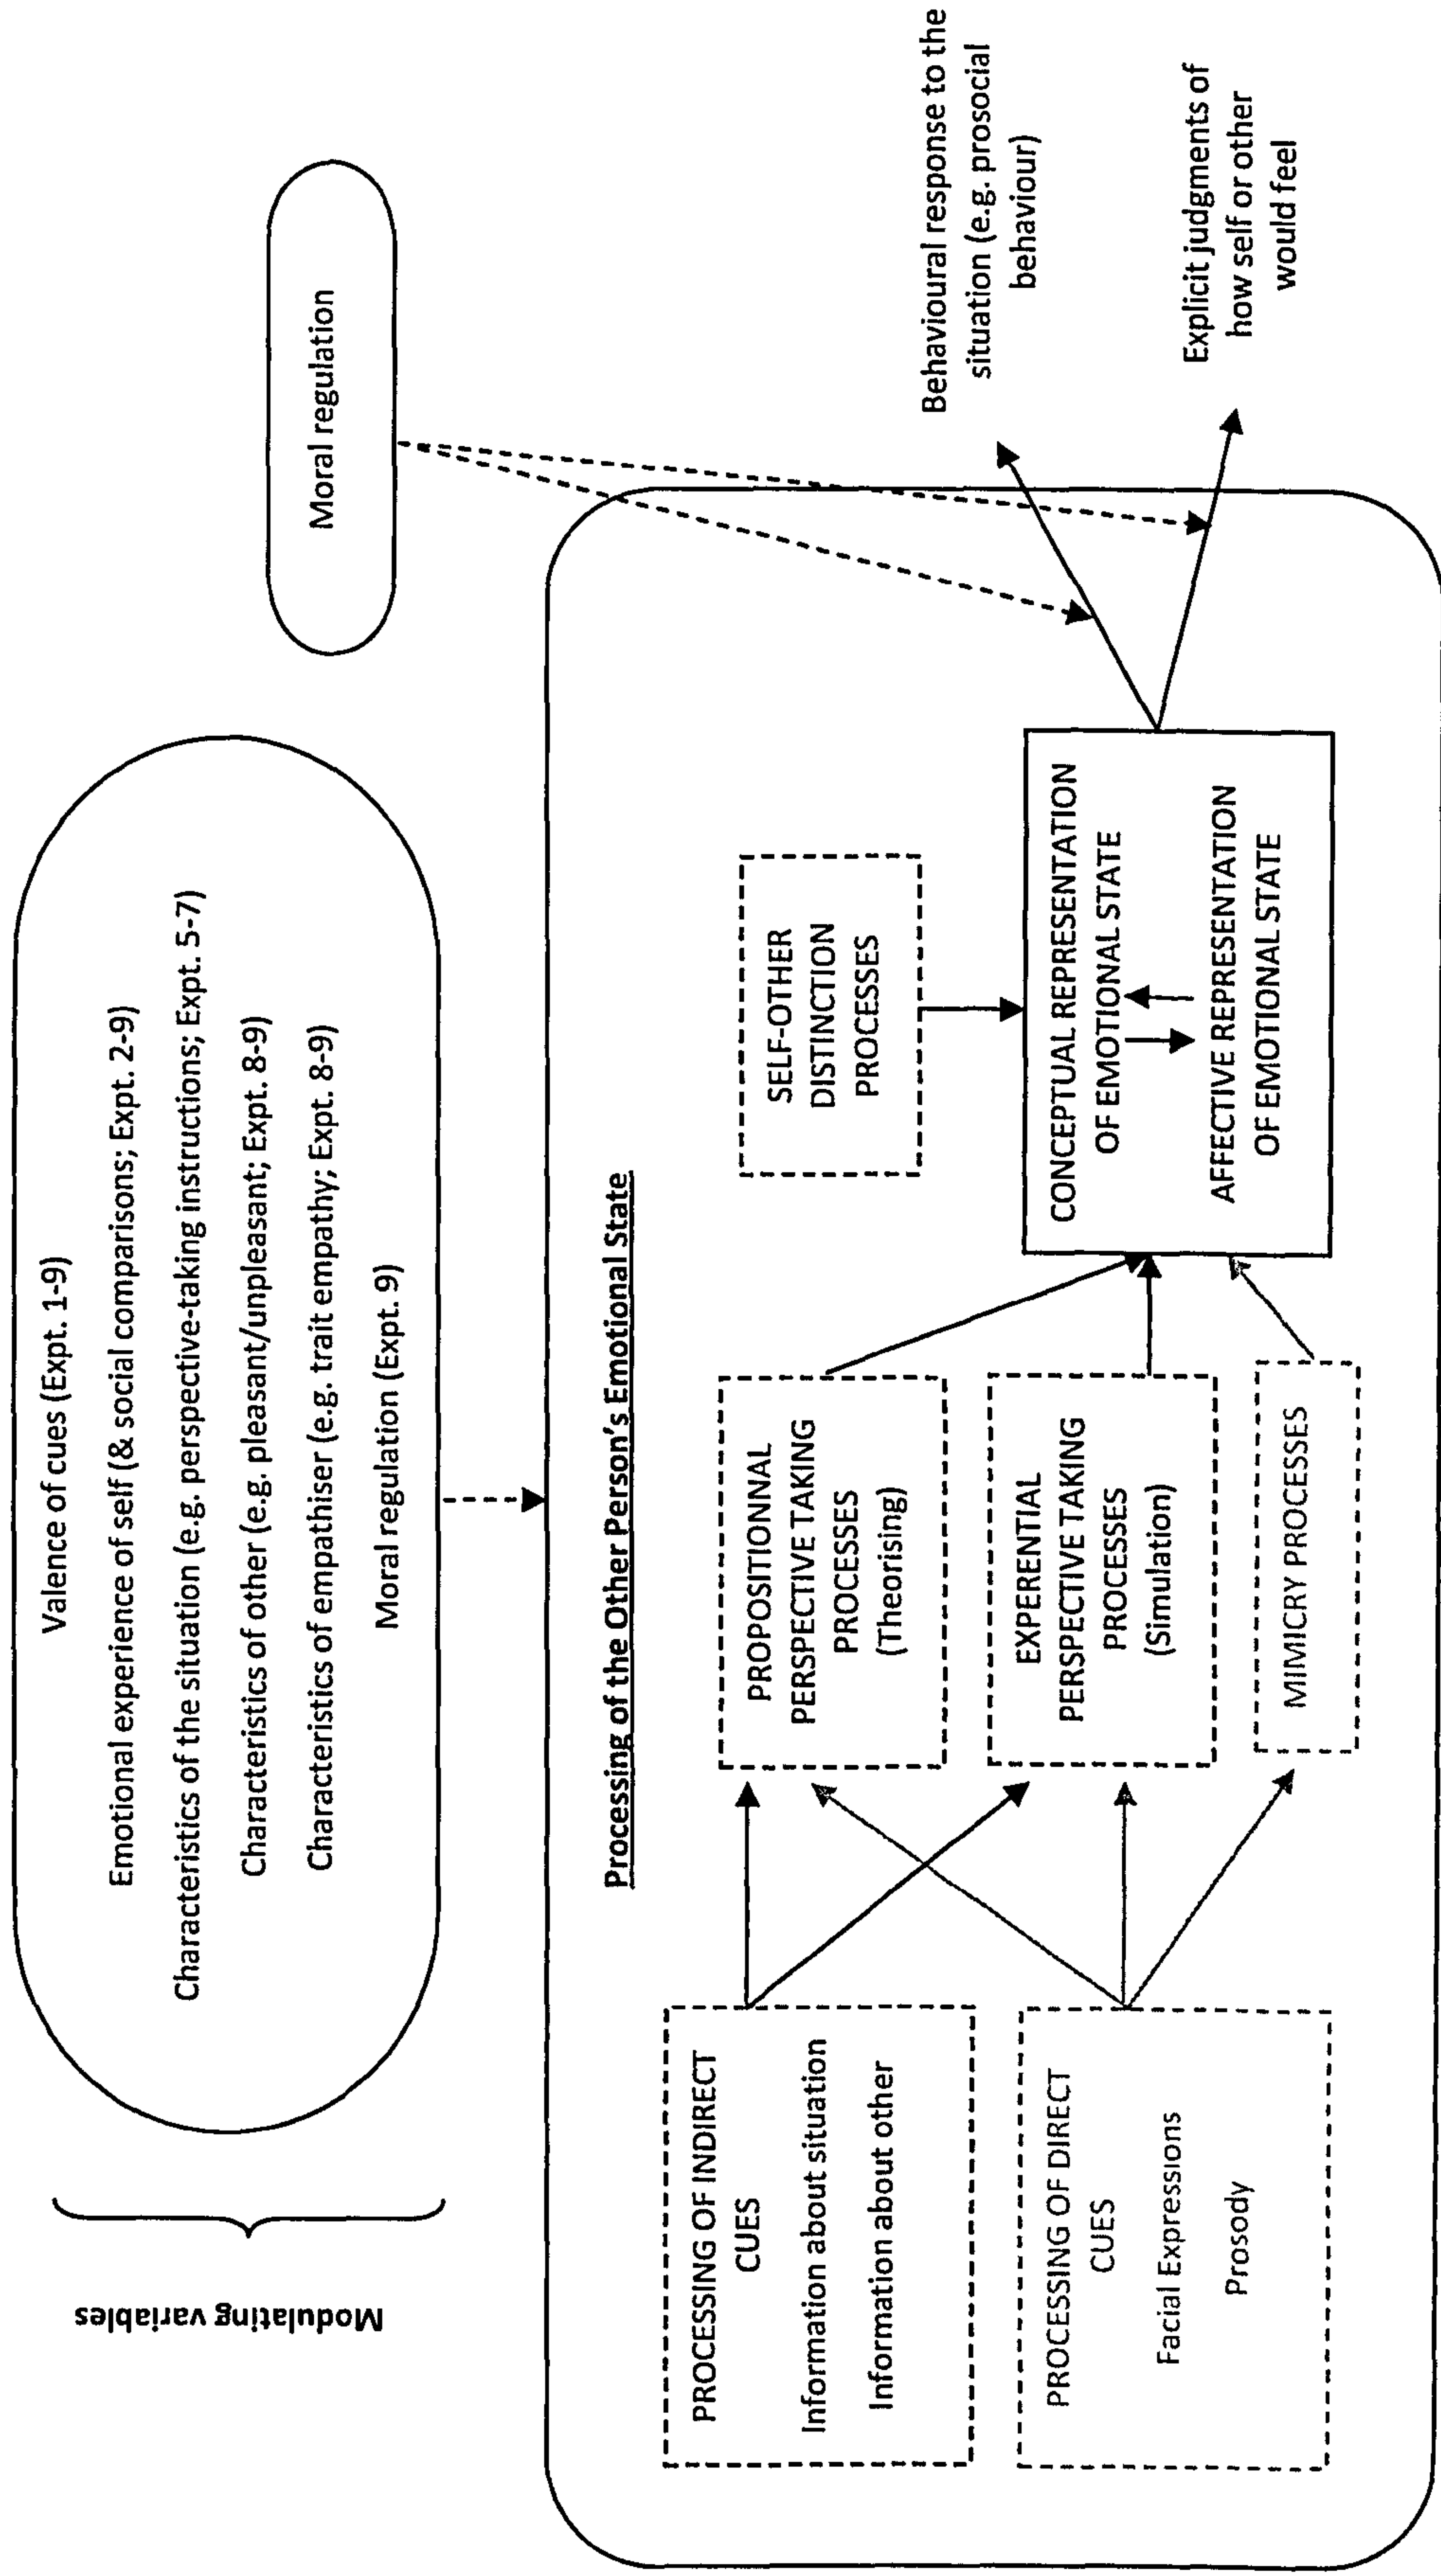 Modulating variables
Valence of cues (Expt. 1-9)
Emotional experience of self (& social comparisons; Expt. 2-9)
Characteristics of the situation (e.g. perspective-taking instructions; Expt. 5-7)
Characteristics of other (e.g. pleasant/unpleasant; Expt. 8-9)
Characteristics of empathiser (e.g. trait empathy; Expt. 8-9)
Moral regulation (Expt. 9)
Moral regulation
Processing of the Other Person's Emotional State
PROCESSING OF INDIRECT
CUES
Information about situation
Information about other
PROCESSING OF DIRECT
CUES
Facial Expressions
Prosody
PROPOSITIONNAL
PERSPECTIVE TAKING
PROCESSES
(Theorising)
EXPERENTIAL
PERSPECTIVE TAKING
PROCESSES
(Simulation)
MIMICRY PROCESSES
SELF-OTHER
DISTINCTION
PROCESSES
CONCEPTUAL REPRESENTATION
OF EMOTIONAL STATE
AFFECTIVE REPRESENTATION
OF EMOTIONAL STATE
Behavioural response to the
situation (e.g. prosocial
behaviour)
Explicit judgments of
how self or other
would feel